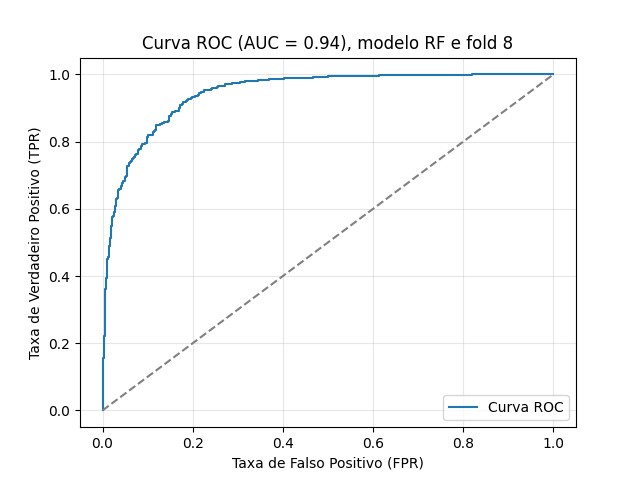 Curva ROC (AUC = 0.94), modelo RF e fold 8
Taxa de Verdadeiro Positivo (TPR)
1.0
0.8
0.6
0.4
0.2
0.0
0.0 0.2 0.4 0.6 0.8 1.0
Taxa de Falso Positivo (FPR)
Curva ROC